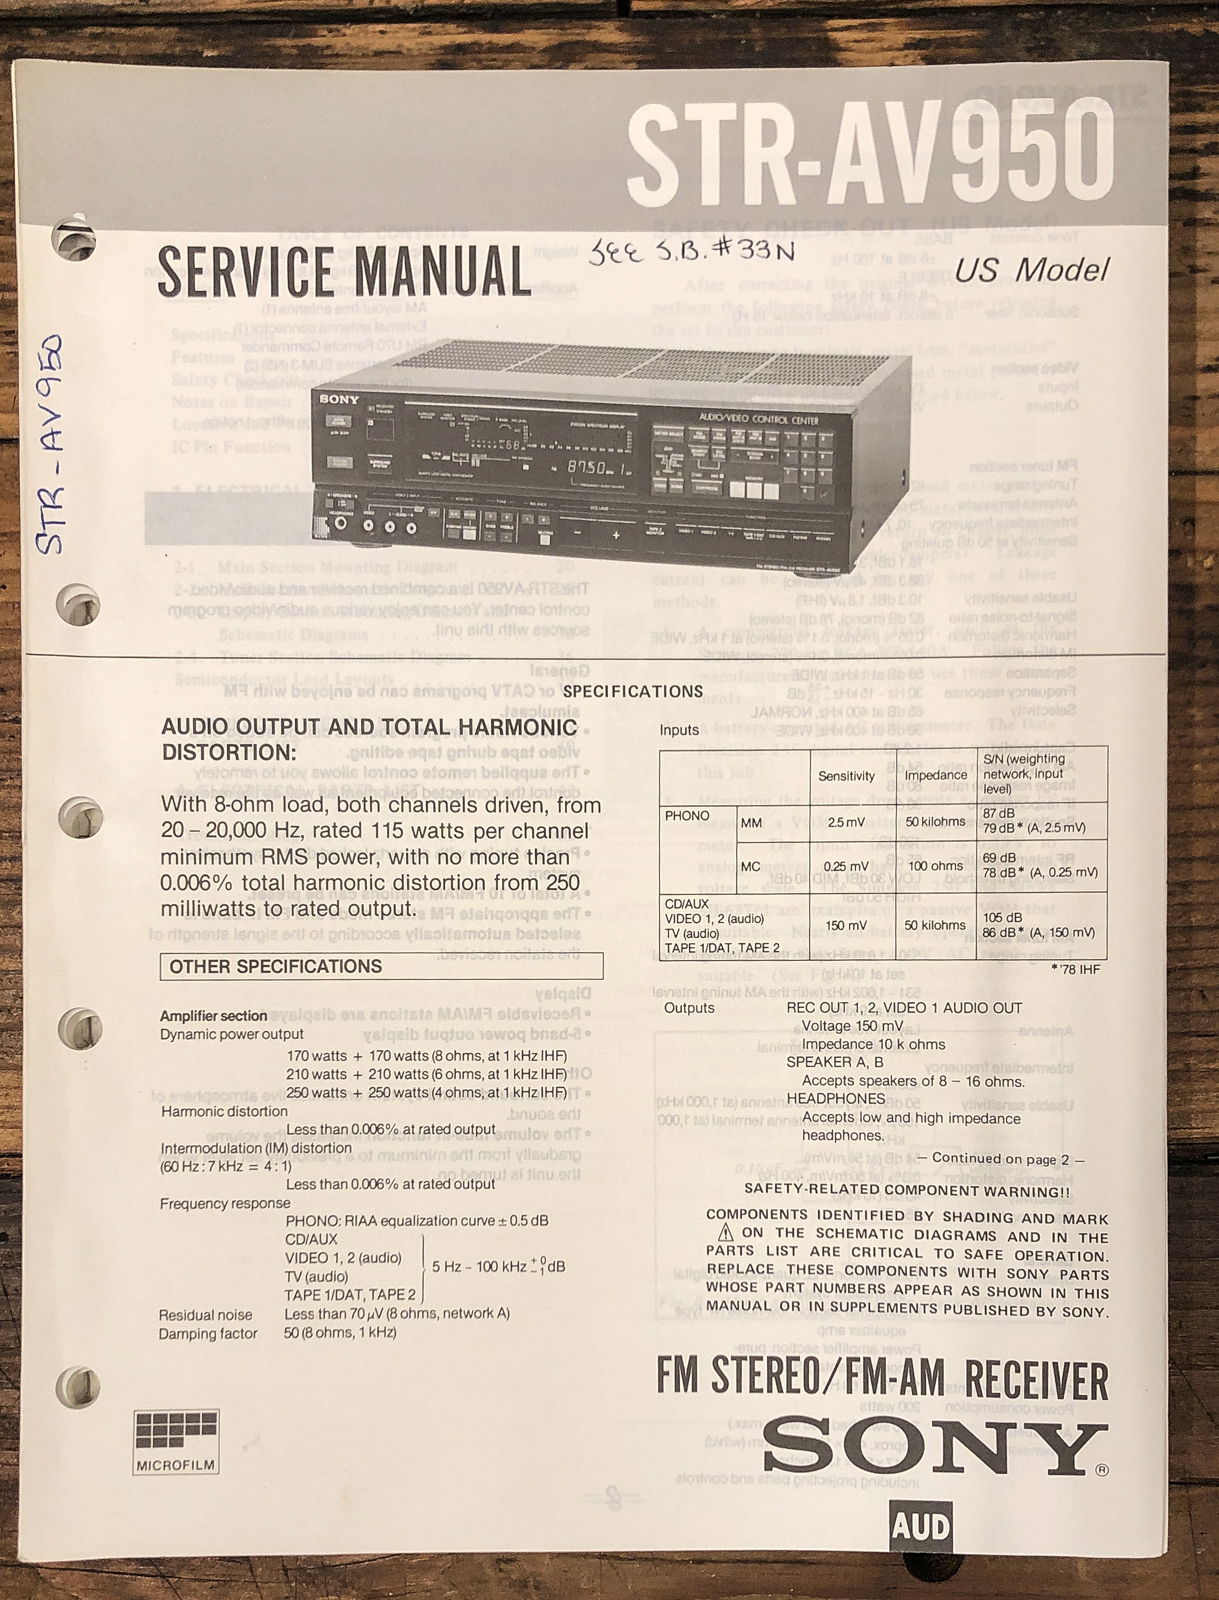 STR-AV950
SERVICE MANUAL
SEE S.B. #33N
US Model
STR-AV950
SONY
AUDIO/VIDEO CONTROL CENTER
SPECIFICATIONS
AUDIO OUTPUT AND TOTAL HARMONIC
DISTORTION:
With 8-ohm load, both channels driven, from
20 – 20,000 Hz, rated 115 watts per channel
minimum RMS power, with no more than
0.006% total harmonic distortion from 250
milliwatts to rated output.
OTHER SPECIFICATIONS
Amplifier section
Dynamic power output
170 watts + 170 watts (8 ohms, at 1 kHz IHF)
210 watts + 210 watts (6 ohms, at 1 kHz IHF)
250 watts + 250 watts (4 ohms, at 1 kHz IHF)
Harmonic distortion
Less than 0.006% at rated output
Intermodulation (IM) distortion
(60 Hz : 7 kHz = 4 : 1)
Less than 0.006% at rated output
Frequency response
PHONO: RIAA equalization curve ± 0.5 dB
CD/AUX
VIDEO 1, 2 (audio)
TV (audio)
TAPE 1/DAT, TAPE 2
5 Hz – 100 kHz +0 −1 dB
Residual noise Less than 70 μV (8 ohms, network A)
Damping factor 50 (8 ohms, 1 kHz)
MICROFILM
Inputs
Sensitivity Impedance S/N (weighting network, input level)
PHONO MM 2.5 mV 50 kilohms 87 dB
79 dB* (A, 2.5 mV)
MC 0.25 mV 100 ohms 69 dB
78 dB* (A, 0.25 mV)
CD/AUX
VIDEO 1, 2 (audio)
TV (audio)
TAPE 1/DAT, TAPE 2
150 mV 50 kilohms 105 dB
86 dB* (A, 150 mV)
*'78 IHF
Outputs REC OUT 1, 2, VIDEO 1 AUDIO OUT
Voltage 150 mV
Impedance 10 k ohms
SPEAKER A, B
Accepts speakers of 8 – 16 ohms.
HEADPHONES
Accepts low and high impedance
headphones.
— Continued on page 2 —
SAFETY-RELATED COMPONENT WARNING!!
COMPONENTS IDENTIFIED BY SHADING AND MARK
⚠ ON THE SCHEMATIC DIAGRAMS AND IN THE
PARTS LIST ARE CRITICAL TO SAFE OPERATION.
REPLACE THESE COMPONENTS WITH SONY PARTS
WHOSE PART NUMBERS APPEAR AS SHOWN IN THIS
MANUAL OR IN SUPPLEMENTS PUBLISHED BY SONY.
FM STEREO/FM-AM RECEIVER
SONY®
AUD